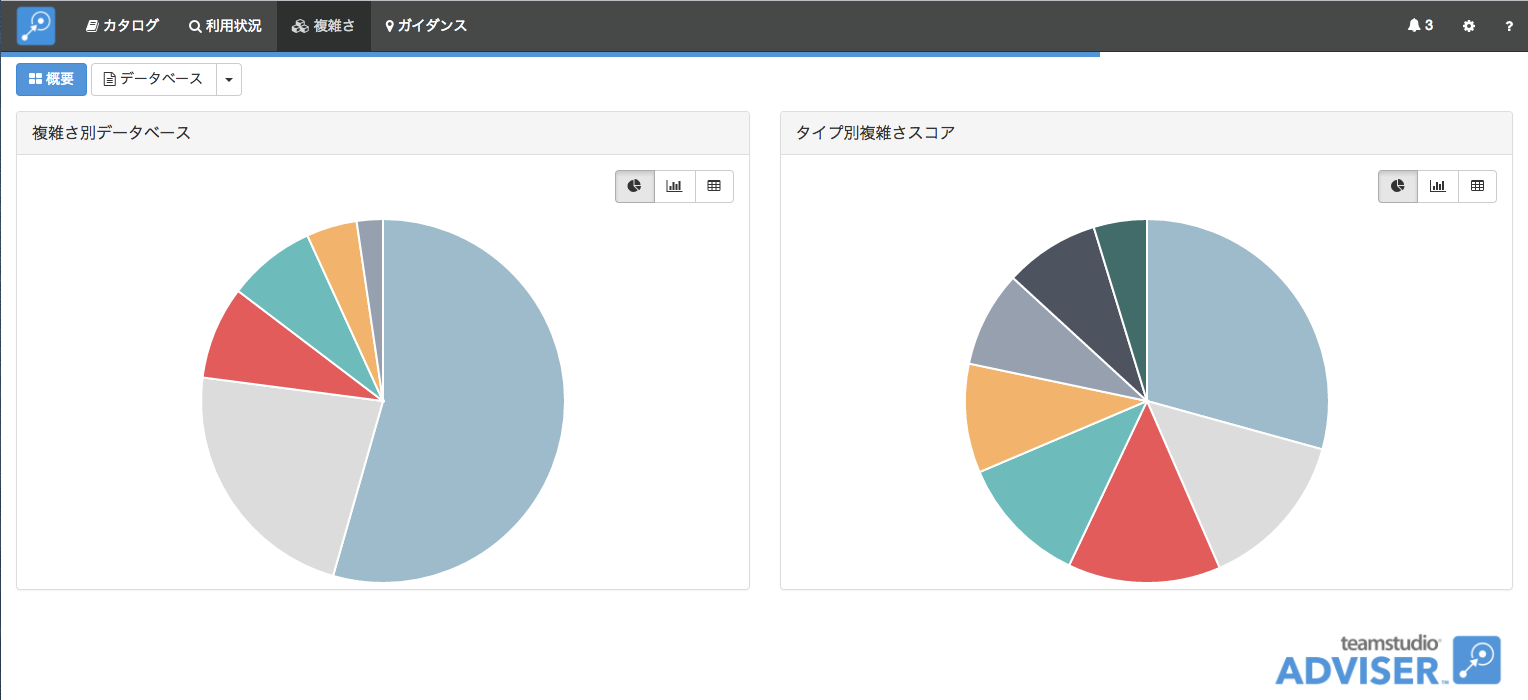 カタログ 利用状況 複雑さ ガイダンス 3 ?
概要 データベース
複雑さ別データベース
タイプ別複雑さスコア
teamstudio®
ADVISER™